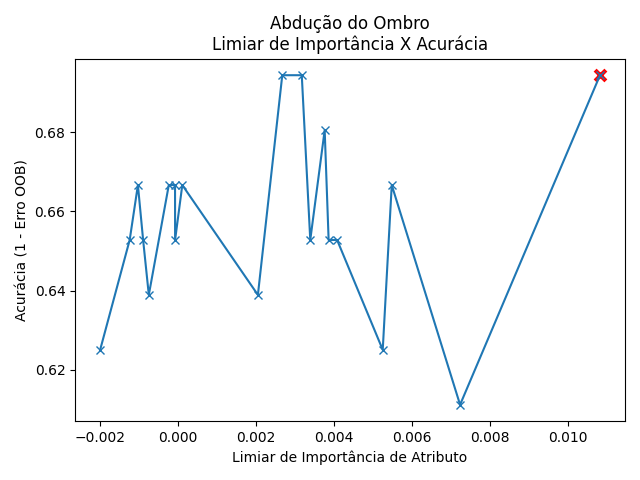 Abdução do Ombro
Limiar de Importância X Acurácia
Acurácia (1 - Erro OOB)
0.68
0.66
0.64
0.62
−0.002 0.000 0.002 0.004 0.006 0.008 0.010
Limiar de Importância de Atributo